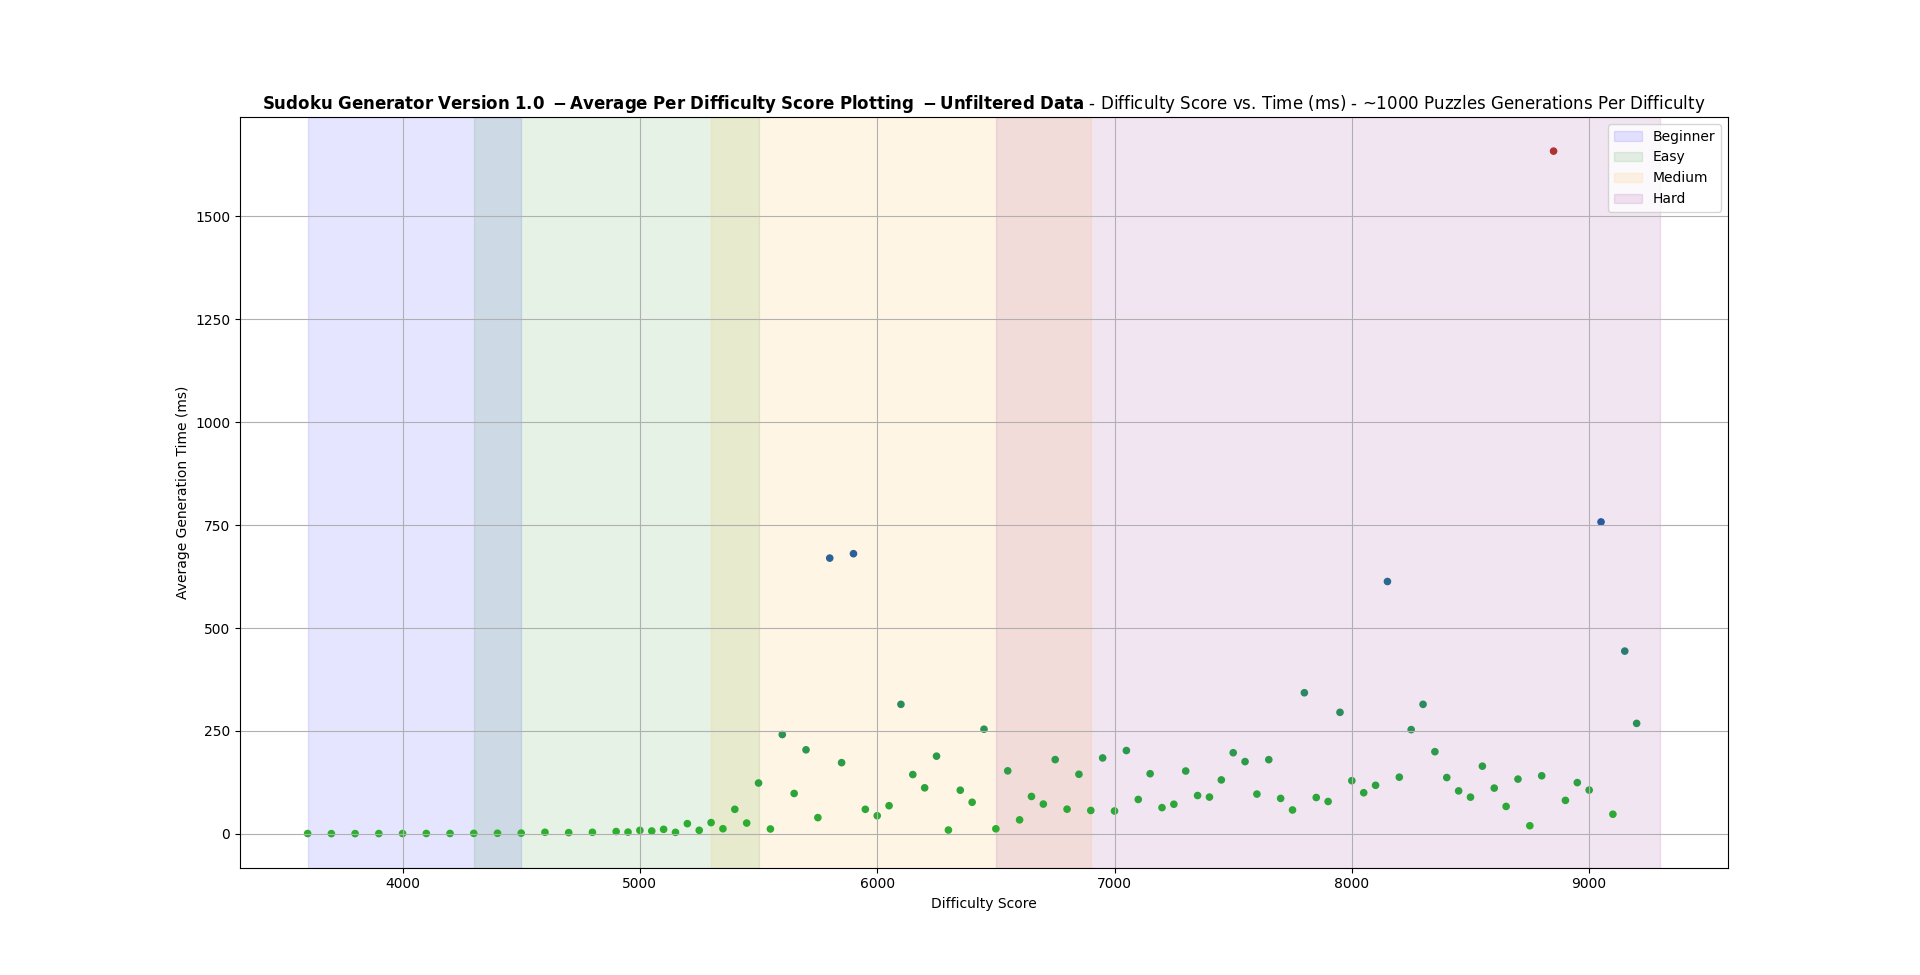 Sudoku Generator Version 1.0 − Average Per Difficulty Score Plotting − Unfiltered Data - Difficulty Score vs. Time (ms) - ~1000 Puzzles Generations Per Difficulty
Beginner
Easy
Medium
Hard
1500
1250
1000
750
500
250
0
Average Generation Time (ms)
4000 5000 6000 7000 8000 9000
Difficulty Score